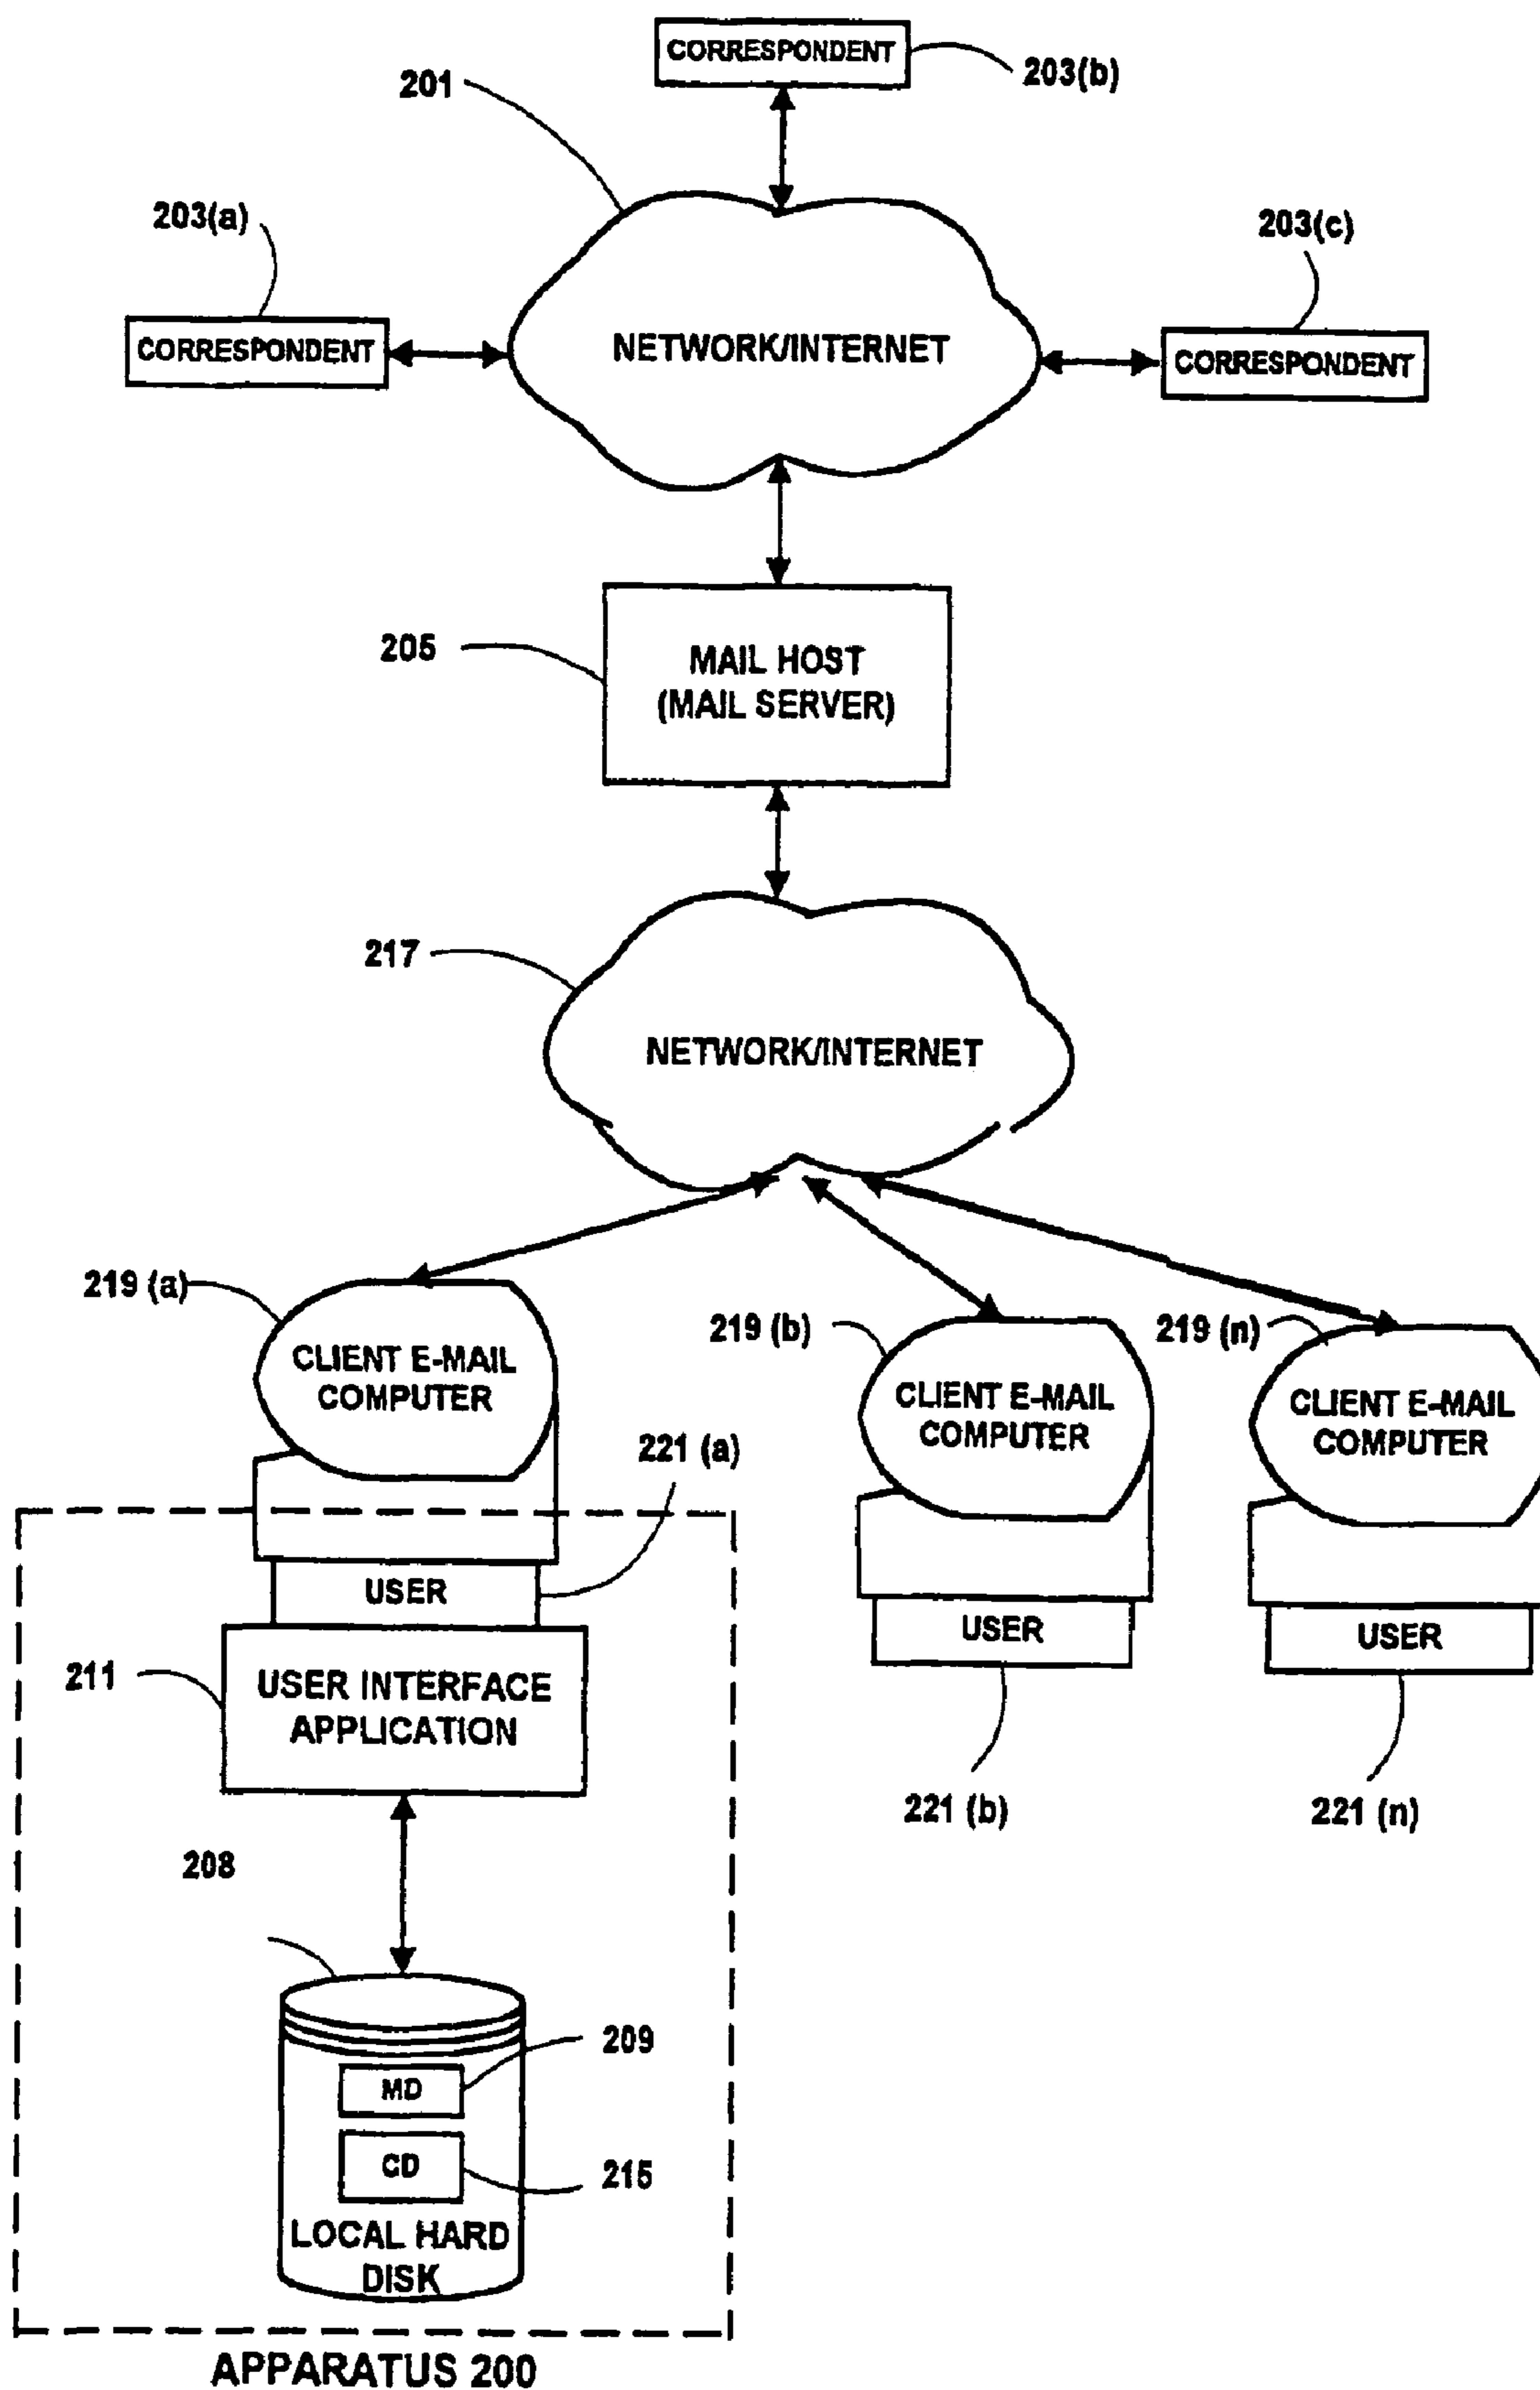 CORRESPONDENT
203(b)
201
203(a)
203(c)
CORRESPONDENT
NETWORK/INTERNET
CORRESPONDENT
205
MAIL HOST
(MAIL SERVER)
217
NETWORK/INTERNET
219 (a)
219 (b)
219 (n)
CLIENT E-MAIL
COMPUTER
CLIENT E-MAIL
COMPUTER
CLIENT E-MAIL
COMPUTER
221 (a)
USER
USER
USER
211
USER INTERFACE
APPLICATION
221 (b)
221 (n)
208
209
MD
CD
215
LOCAL HARD
DISK
APPARATUS 200